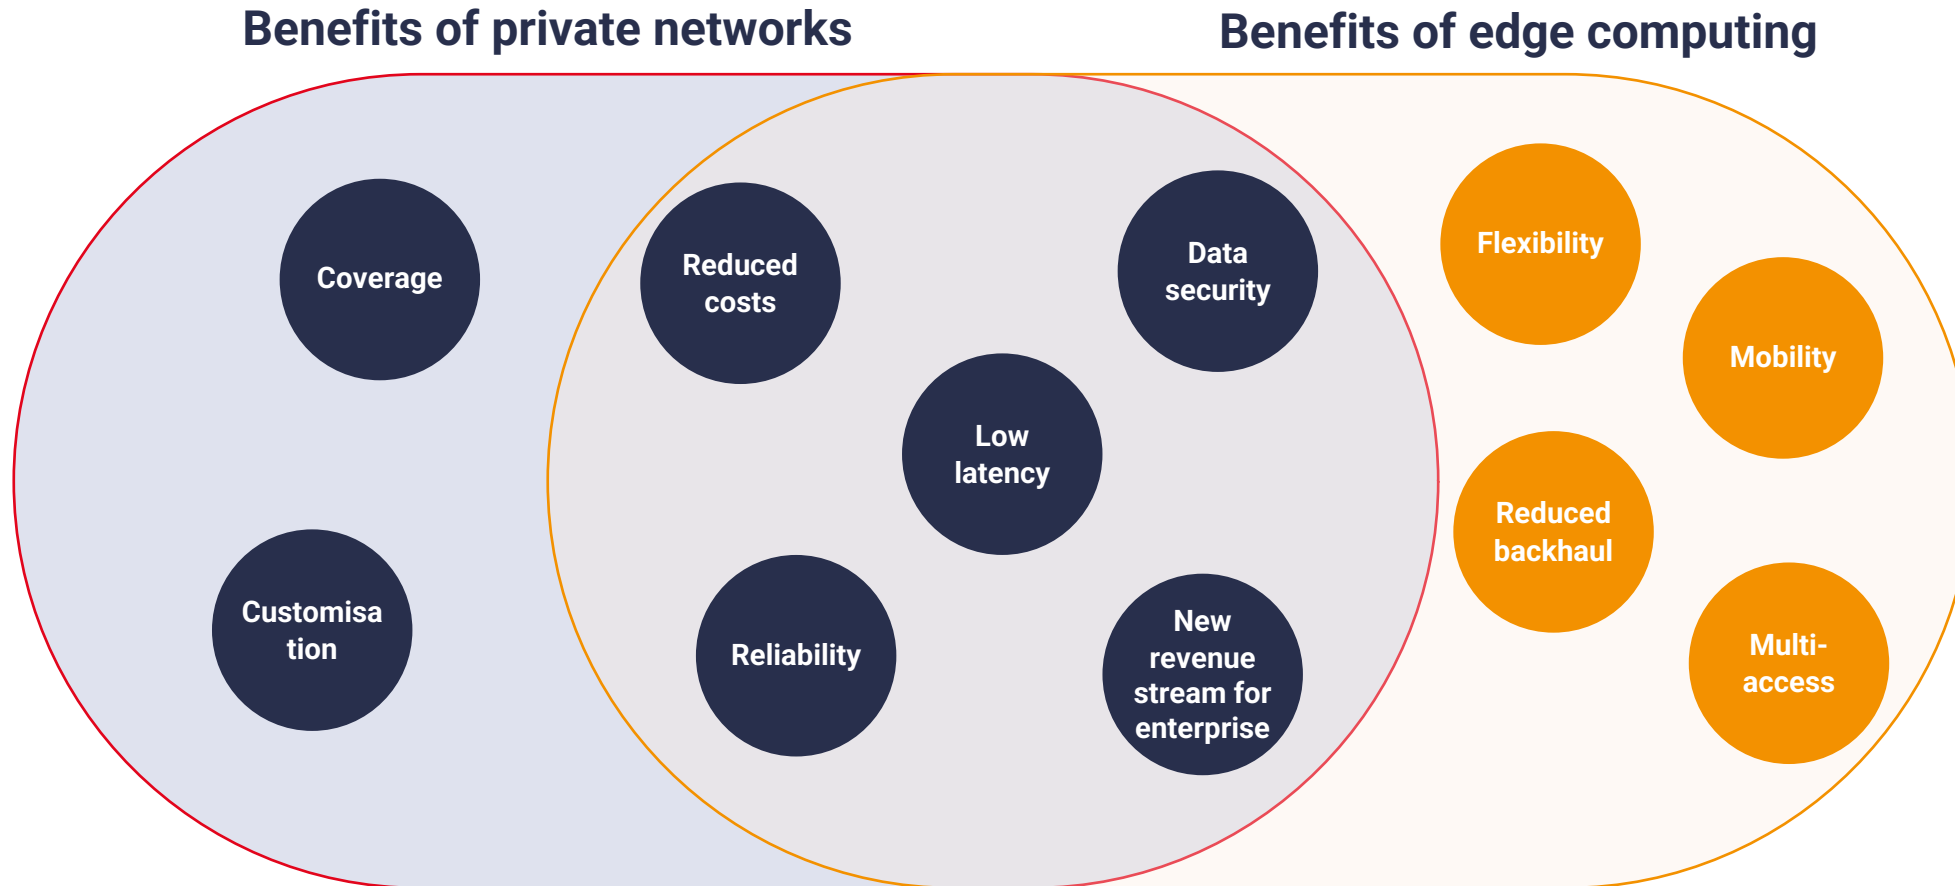 Benefits of private networks
Benefits of edge computing
Coverage
Customisa
tion
Reduced
costs
Data
security
Low
latency
Reliability
New
revenue
stream for
enterprise
Flexibility
Mobility
Reduced
backhaul
Multi-
access